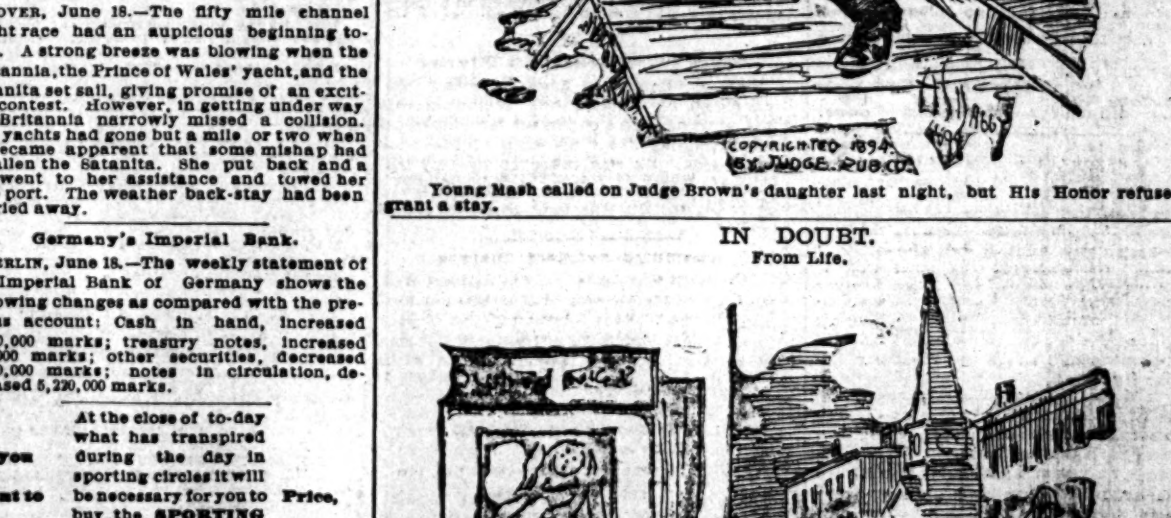 OVER, June 18.—The fifty mile channel
ht race had an aupicious beginning to-
. A strong breeze was blowing when the
annia, the Prince of Wales' yacht, and the
anita set sail, giving promise of an excit-
contest. However, in getting under way
Britannia narrowly missed a collision.
yachts had gone but a mile or two when
ecame apparent that some mishap had
allen the Satanita. She put back and a
went to her assistance and towed her
port. The weather back-stay had been
ried away.
Germany's Imperial Bank.
ERLIN, June 18.—The weekly statement of
Imperial Bank of Germany shows the
owing changes as compared with the pre-
us account: Cash in hand, increased
0,000 marks; treasury notes, increased
000 marks; other securities, decreased
0,000 marks; notes in circulation, de-
ased 5,220,000 marks.
At the close of to-day
what has transpired
you during the day in
sporting circles it will
nt to be necessary for you to Price,
buy the SPORTING
COPYRIGHTED 1894.
BY JUDGE PUB. CO.
Young Mash called on Judge Brown's daughter last night, but His Honor refuse
grant a stay.
IN DOUBT.
From Life.